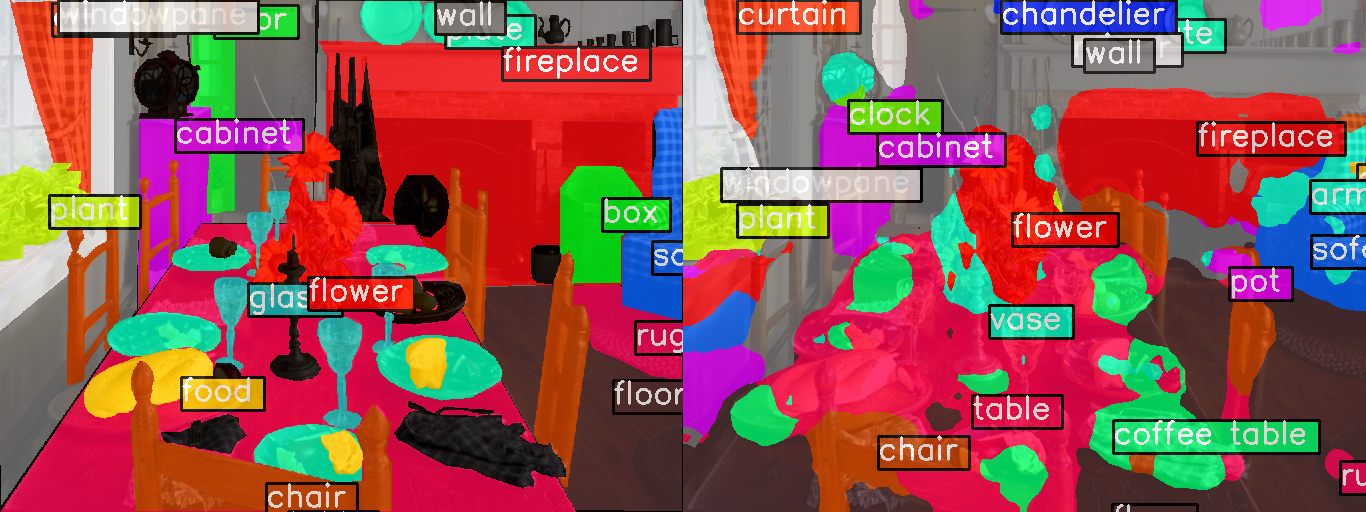 windowpane
wall
fireplace
cabinet
plant
box
flower
food
rug
floor
chair
curtain
chandelier
wall
clock
cabinet
fireplace
windowpane
plant
flower
pot
vase
table
chair
coffee table